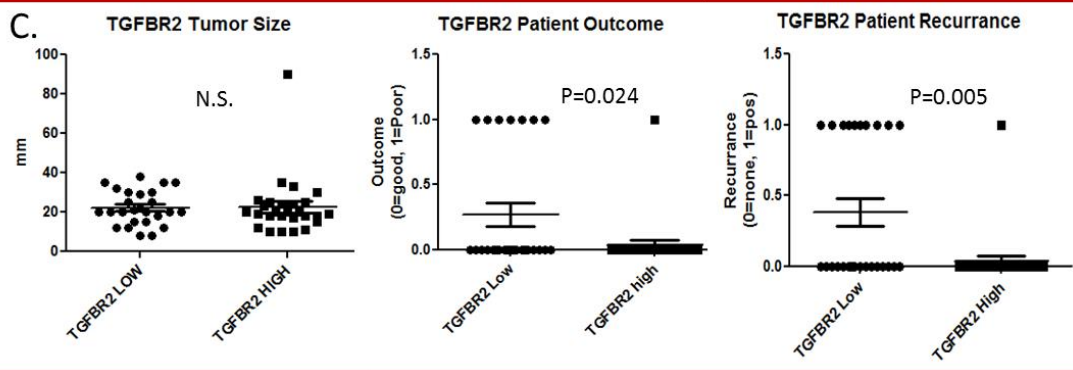 C.
TGFBR2 Tumor Size
N.S.
100
80
60
40
20
0
mm
TGFBR2 LOW
TGFBR2 HIGH
TGFBR2 Patient Outcome
P=0.024
1.5
1.0
0.5
0.0
Outcome
(0=good, 1=Poor)
TGFBR2 Low
TGFBR2 high
TGFBR2 Patient Recurrance
P=0.005
1.5
1.0
0.5
0.0
Recurrance
(0=none, 1=pos)
TGFBR2 Low
TGFBR2 High